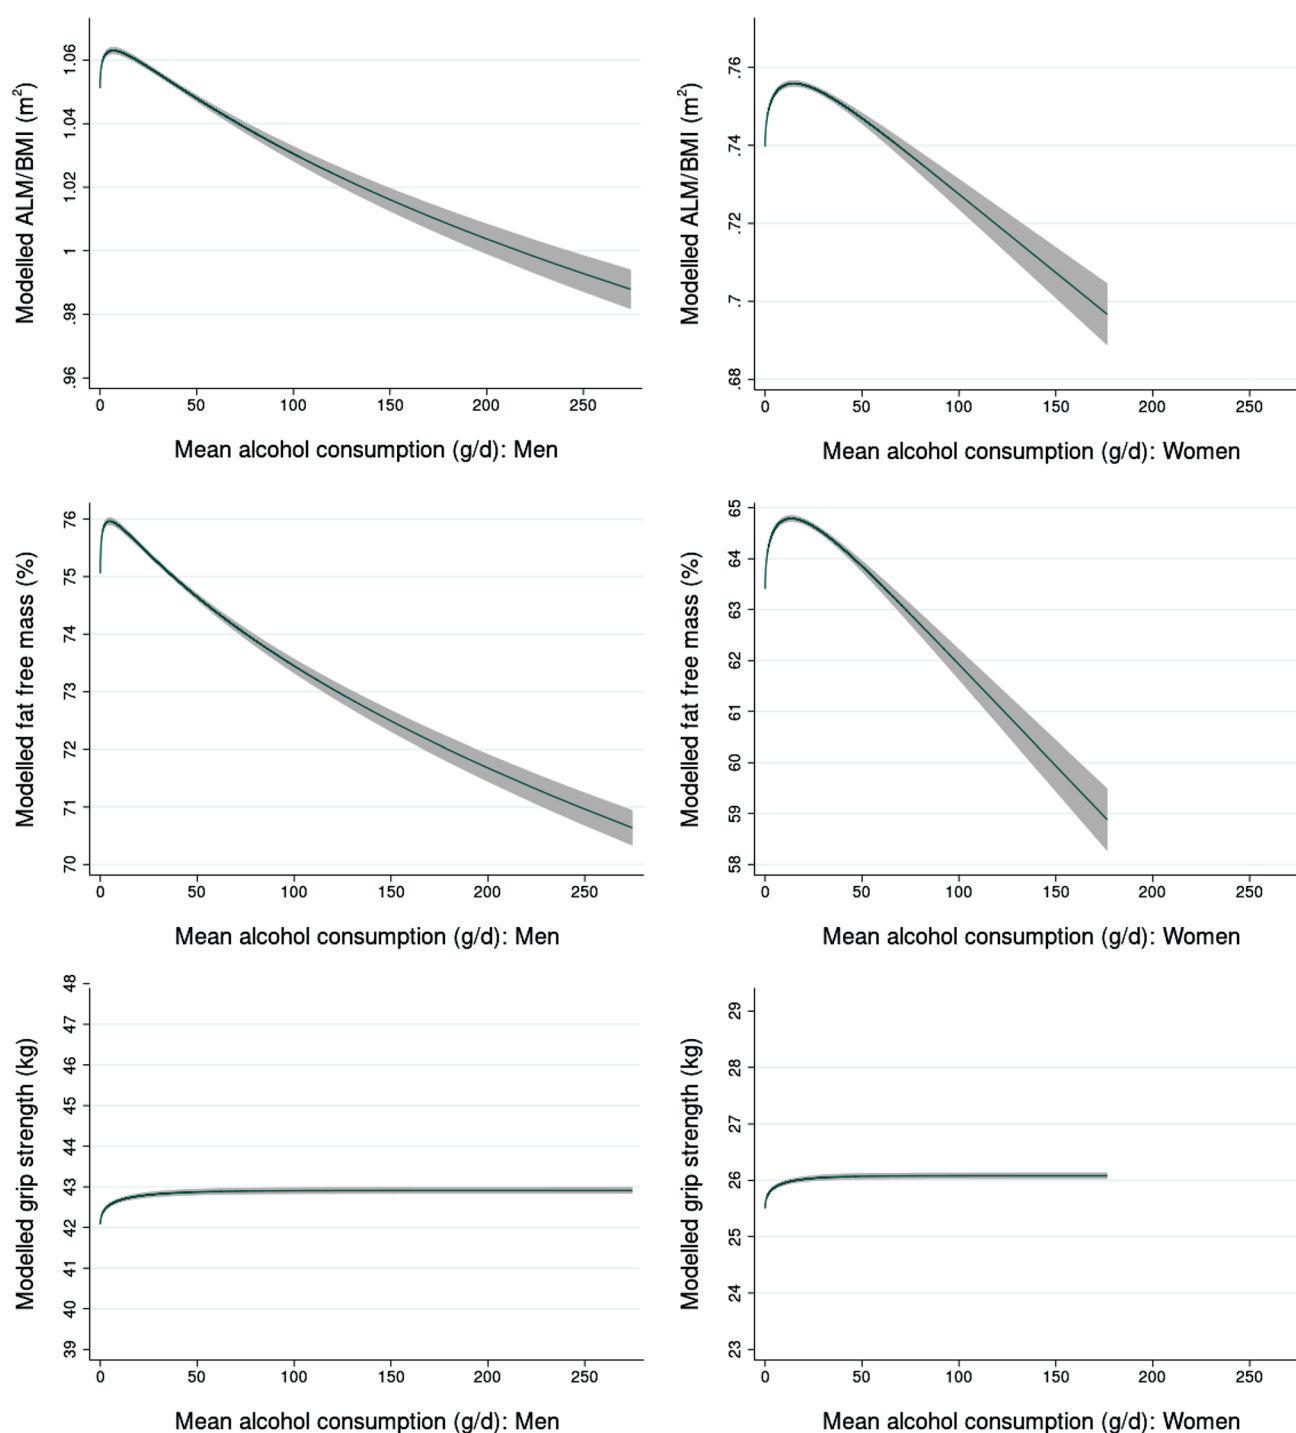 Modelled ALM/BMI (m²)
1.06
1.04
1.02
1
.98
.96
0 50 100 150 200 250
Mean alcohol consumption (g/d): Men
Modelled ALM/BMI (m²)
.76
.74
.72
.7
.68
0 50 100 150 200 250
Mean alcohol consumption (g/d): Women
Modelled fat free mass (%)
76
75
74
73
72
71
70
0 50 100 150 200 250
Mean alcohol consumption (g/d): Men
Modelled fat free mass (%)
65
64
63
62
61
60
59
58
0 50 100 150 200 250
Mean alcohol consumption (g/d): Women
Modelled grip strength (kg)
48
47
46
45
44
43
42
41
40
39
0 50 100 150 200 250
Mean alcohol consumption (g/d): Men
Modelled grip strength (kg)
29
28
27
26
25
24
23
0 50 100 150 200 250
Mean alcohol consumption (g/d): Women